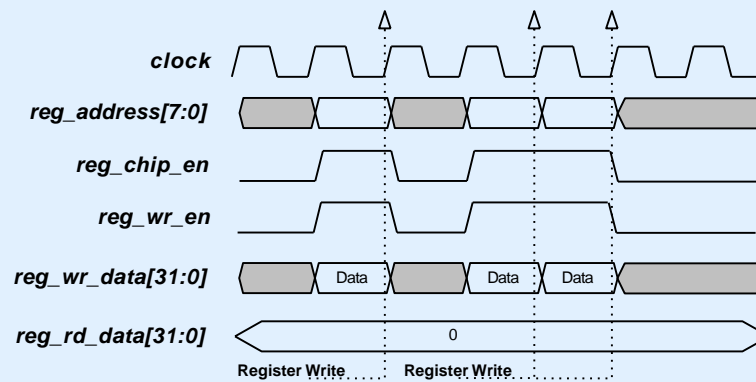 clock
reg_address[7:0]
reg_chip_en
reg_wr_en
reg_wr_data[31:0] Data Data Data
reg_rd_data[31:0] 0
Register Write Register Write